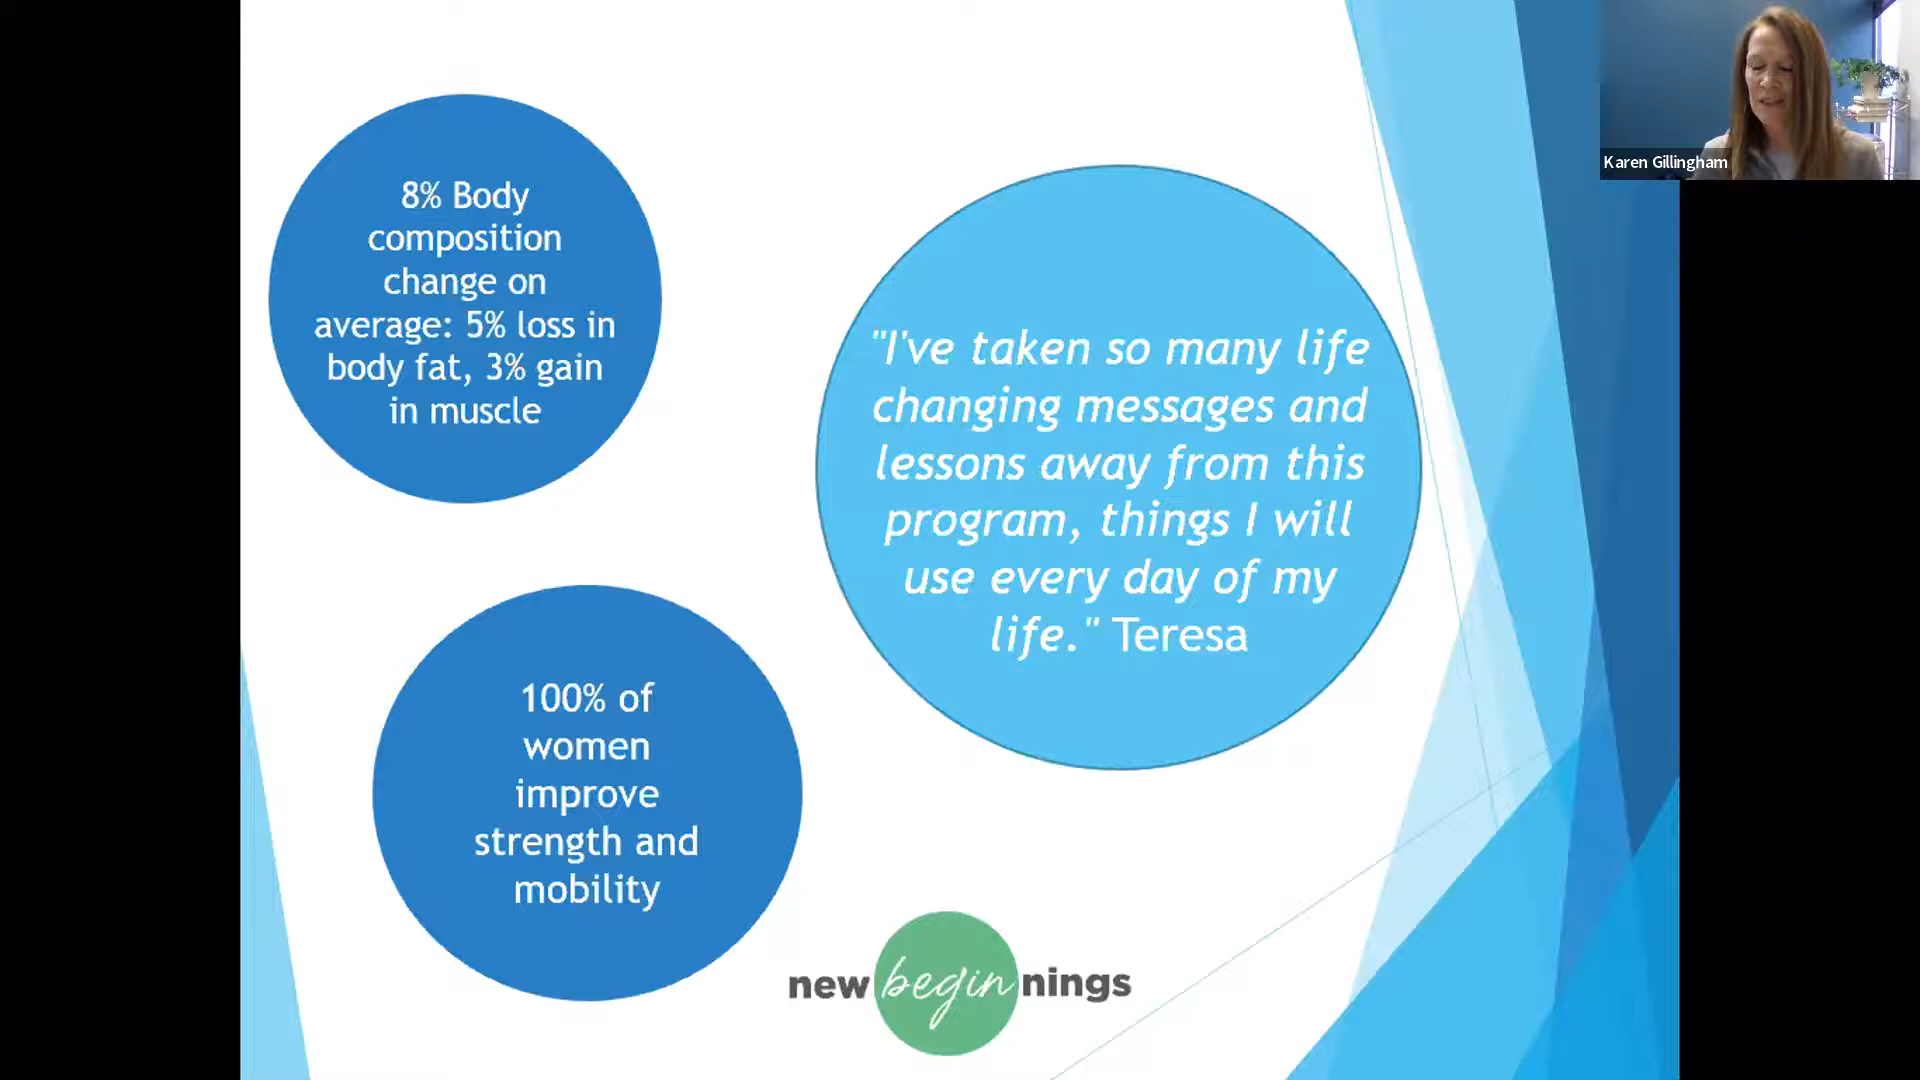 8% Body
composition
change on
average: 5% loss in
body fat, 3% gain
in muscle
"I've taken so many life
changing messages and
lessons away from this
program, things I will
use every day of my
life." Teresa
100% of
women
improve
strength and
mobility
new beginnings
Karen Gillingham